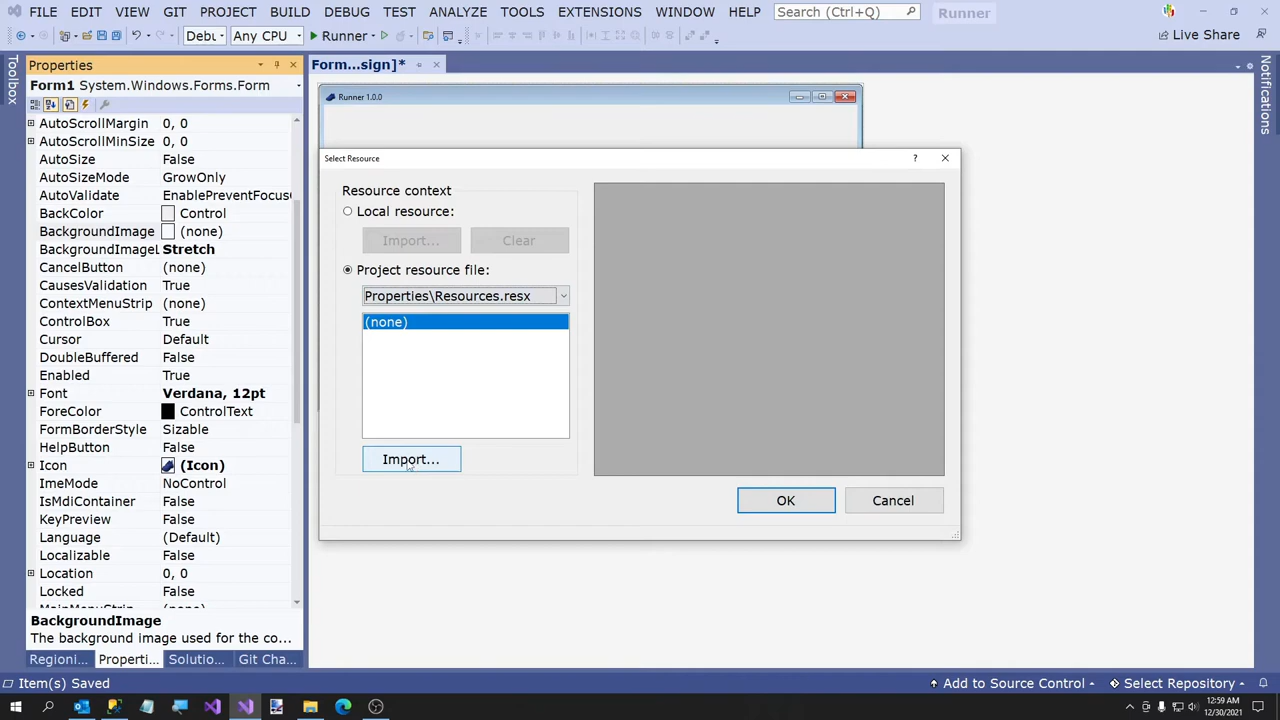 FILE EDIT VIEW GIT PROJECT BUILD DEBUG TEST ANALYZE TOOLS EXTENSIONS WINDOW HELP Search (Ctrl+Q) Runner
Debu Any CPU Runner Live Share
Toolbox
Properties
Form1 System.Windows.Forms.Form
AutoScrollMargin 0, 0
AutoScrollMinSize 0, 0
AutoSize False
AutoSizeMode GrowOnly
AutoValidate EnablePreventFocus
BackColor Control
BackgroundImage (none)
BackgroundImageL Stretch
CancelButton (none)
CausesValidation True
ContextMenuStrip (none)
ControlBox True
Cursor Default
DoubleBuffered False
Enabled True
Font Verdana, 12pt
ForeColor ControlText
FormBorderStyle Sizable
HelpButton False
Icon (Icon)
ImeMode NoControl
IsMdiContainer False
KeyPreview False
Language (Default)
Localizable False
Location 0, 0
Locked False
MainMenuStrip (none)
BackgroundImage
The background image used for the co...
Regioni... Properti... Solutio... Git Cha...
Form...sign]*
Runner 1.0.0
Select Resource
Resource context
Local resource:
Import... Clear
Project resource file:
Properties\Resources.resx
(none)
Import...
OK Cancel
Notifications
Item(s) Saved Add to Source Control Select Repository
12:59 AM
12/30/2021